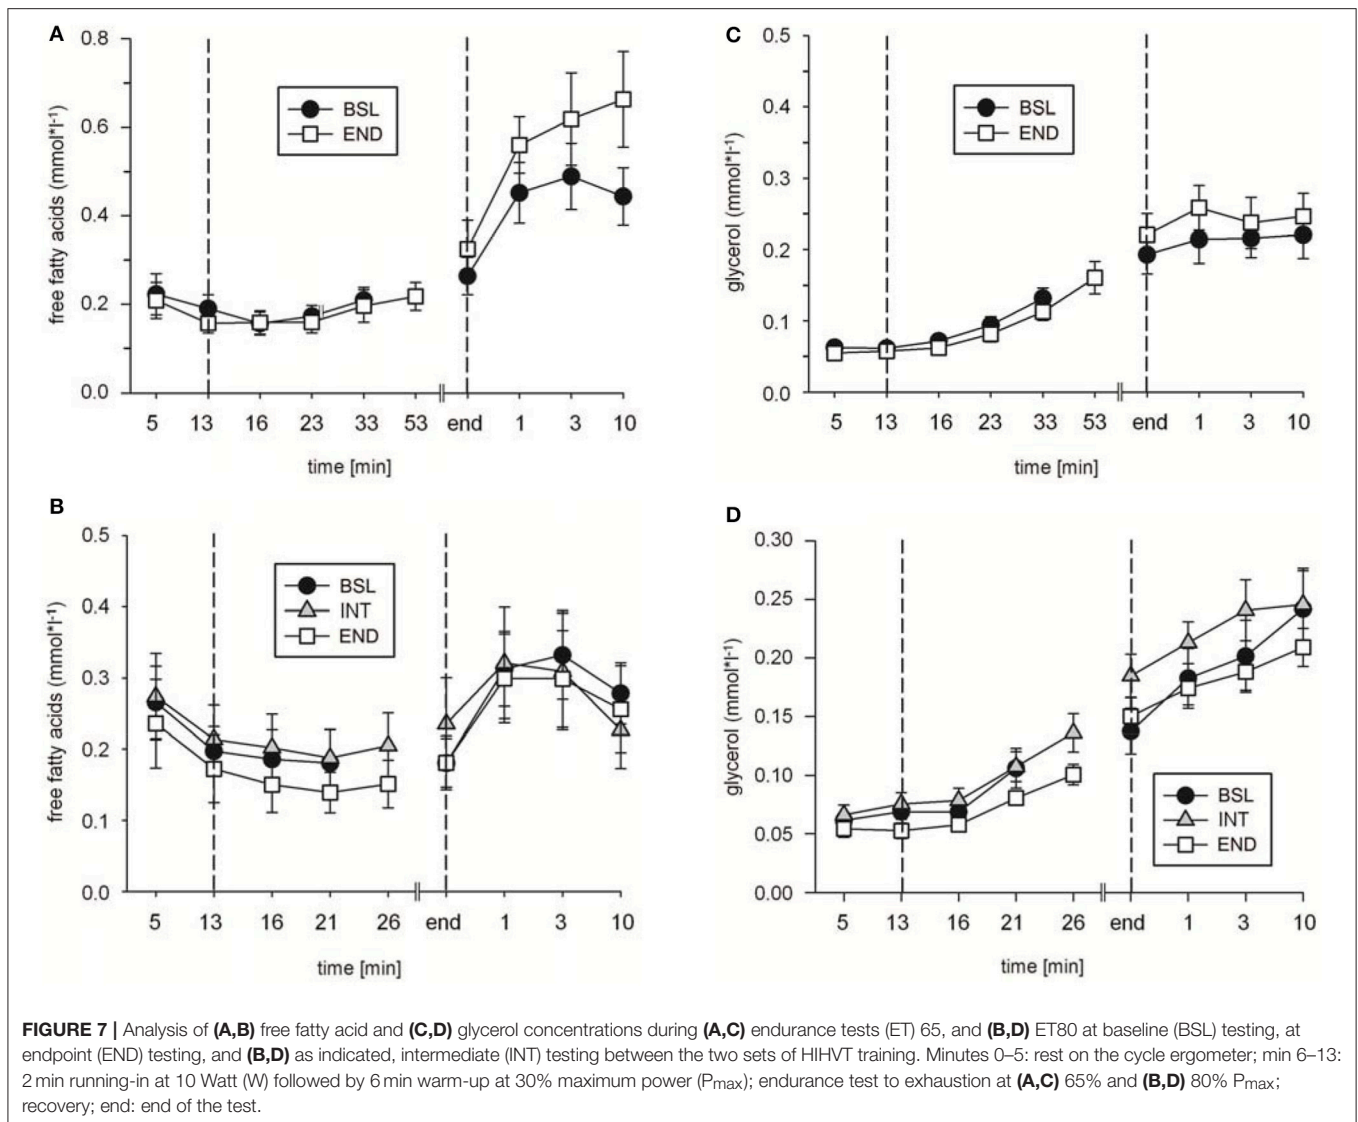 A
0.8
0.6
0.4
0.2
0.0
free fatty acids (mmol*l-1)
BSL
END
5 13 16 23 33 53 end 1 3 10
time [min]
C
0.5
0.4
0.3
0.2
0.1
0.0
glycerol (mmol*l-1)
BSL
END
5 13 16 23 33 53 end 1 3 10
time [min]
B
0.5
0.4
0.3
0.2
0.1
0.0
free fatty acids (mmol*l-1)
BSL
INT
END
5 13 16 21 26 end 1 3 10
time [min]
D
0.30
0.25
0.20
0.15
0.10
0.05
0.00
glycerol (mmol*l-1)
BSL
INT
END
5 13 16 21 26 end 1 3 10
time [min]
FIGURE 7 | Analysis of (A,B) free fatty acid and (C,D) glycerol concentrations during (A,C) endurance tests (ET) 65, and (B,D) ET80 at baseline (BSL) testing, at
endpoint (END) testing, and (B,D) as indicated, intermediate (INT) testing between the two sets of HIHVT training. Minutes 0–5: rest on the cycle ergometer; min 6–13:
2 min running-in at 10 Watt (W) followed by 6 min warm-up at 30% maximum power (Pmax); endurance test to exhaustion at (A,C) 65% and (B,D) 80% Pmax;
recovery; end: end of the test.